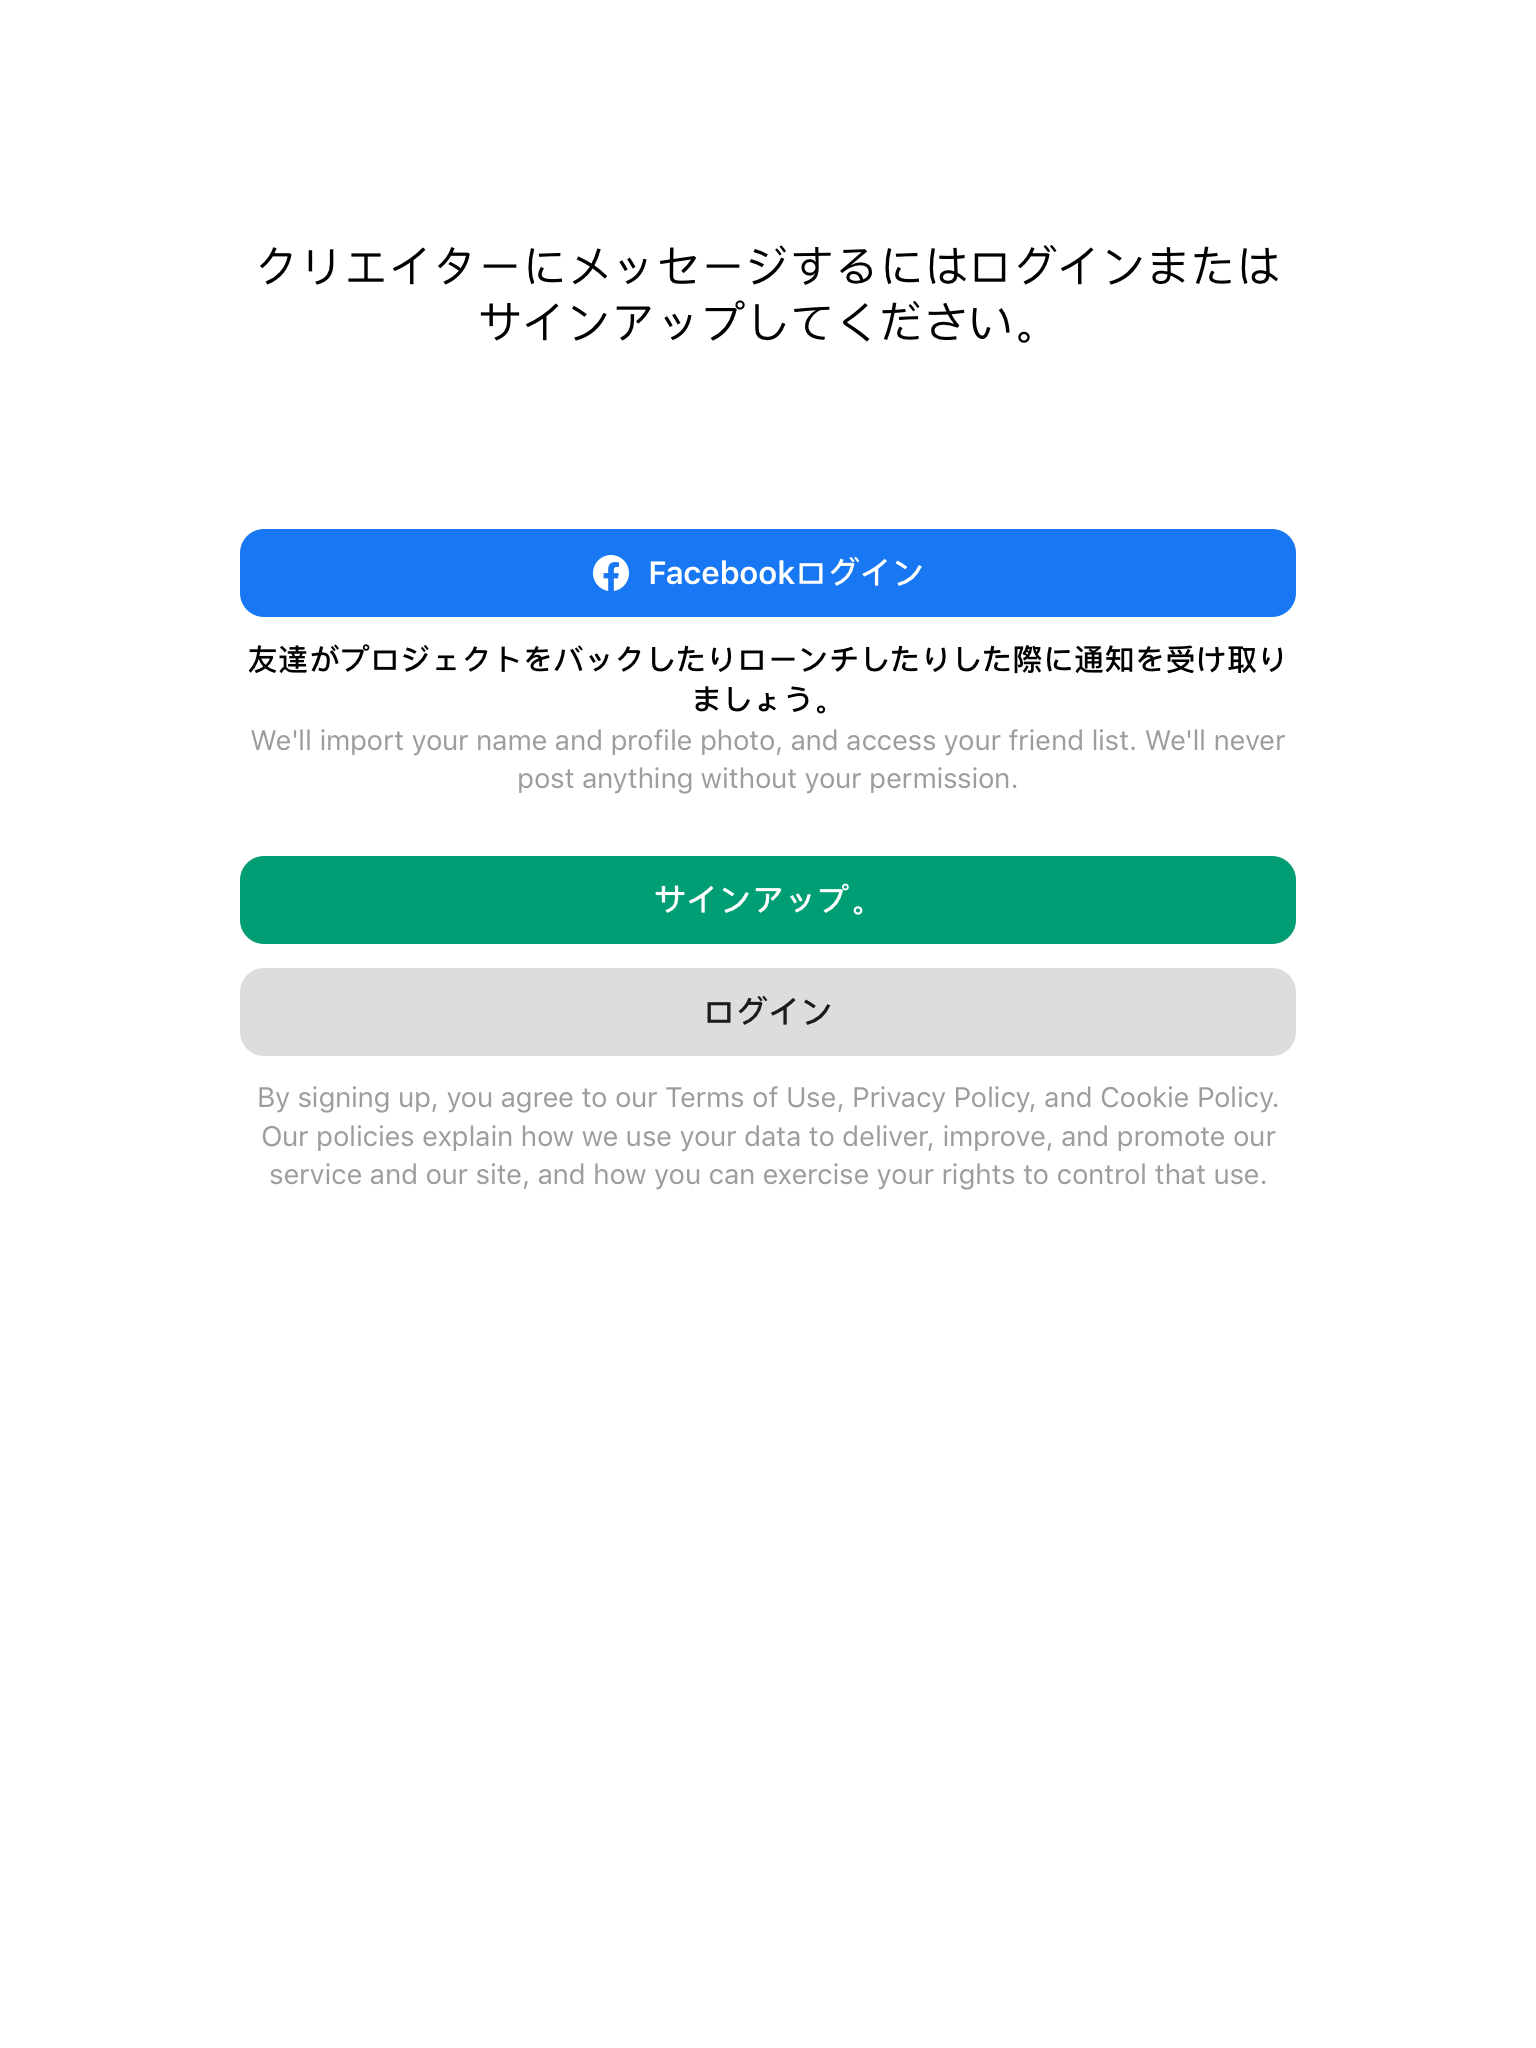 クリエイターにメッセージするにはログインまたは
サインアップしてください。
Facebookログイン
友達がプロジェクトをバックしたりローンチしたりした際に通知を受け取り
ましょう。
We'll import your name and profile photo, and access your friend list. We'll never
post anything without your permission.
サインアップ。
ログイン
By signing up, you agree to our Terms of Use, Privacy Policy, and Cookie Policy.
Our policies explain how we use your data to deliver, improve, and promote our
service and our site, and how you can exercise your rights to control that use.